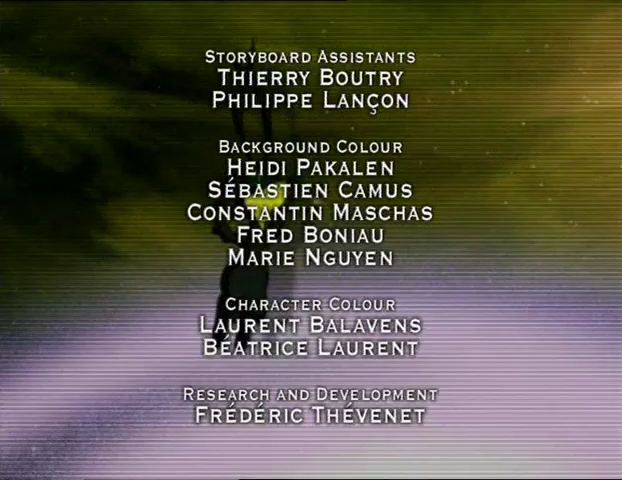 Storyboard Assistants
Thierry Boutry
Philippe Lançon
Background Colour
Heidi Pakalen
Sébastien Camus
Constantin Maschas
Fred Boniau
Marie Nguyen
Character Colour
Laurent Balavens
Béatrice Laurent
Research and Development
Frédéric Thévenet